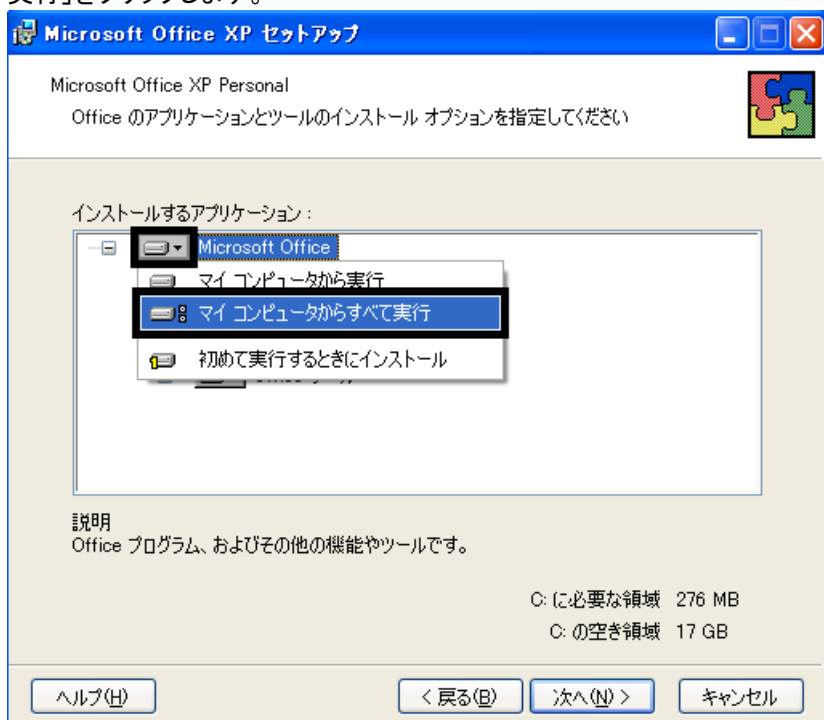 実行」をクリックします。
Microsoft Office XP セットアップ
Microsoft Office XP Personal
Office のアプリケーションとツールのインストール オプションを指定してください
インストールするアプリケーション :
Microsoft Office
マイ コンピュータから実行
マイ コンピュータからすべて実行
初めて実行するときにインストール
説明
Office プログラム、およびその他の機能やツールです。
C: に必要な領域 276 MB
C: の空き領域 17 GB
ヘルプ(H) < 戻る(B) 次へ(N) > キャンセル